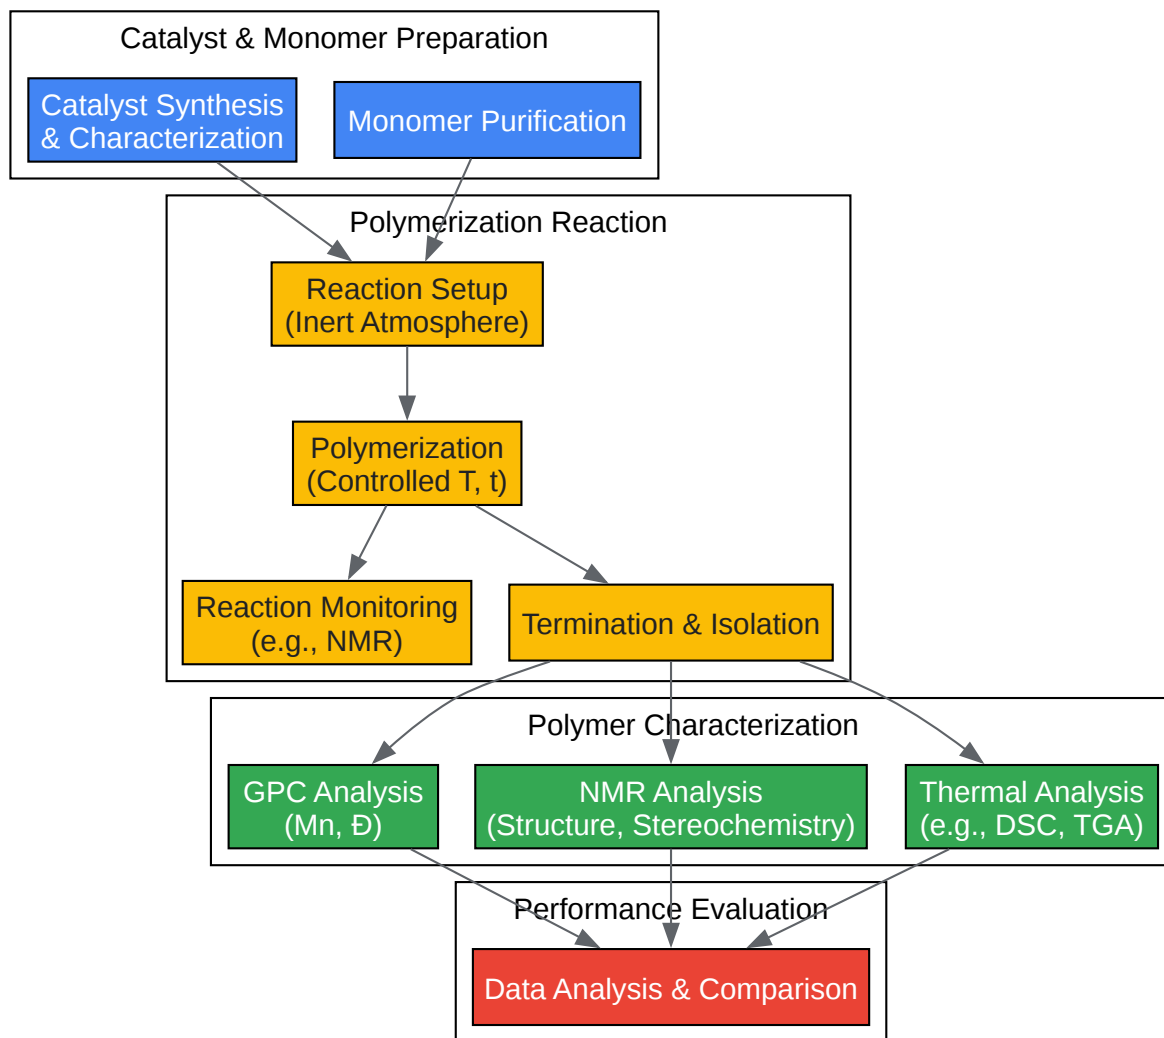 Catalyst & Monomer Preparation
Catalyst Synthesis
& Characterization
Monomer Purification
Polymerization Reaction
Reaction Setup
(Inert Atmosphere)
Polymerization
(Controlled T, t)
Reaction Monitoring
(e.g., NMR)
Termination & Isolation
Polymer Characterization
GPC Analysis
(Mn, Đ)
NMR Analysis
(Structure, Stereochemistry)
Thermal Analysis
(e.g., DSC, TGA)
Performance Evaluation
Data Analysis & Comparison